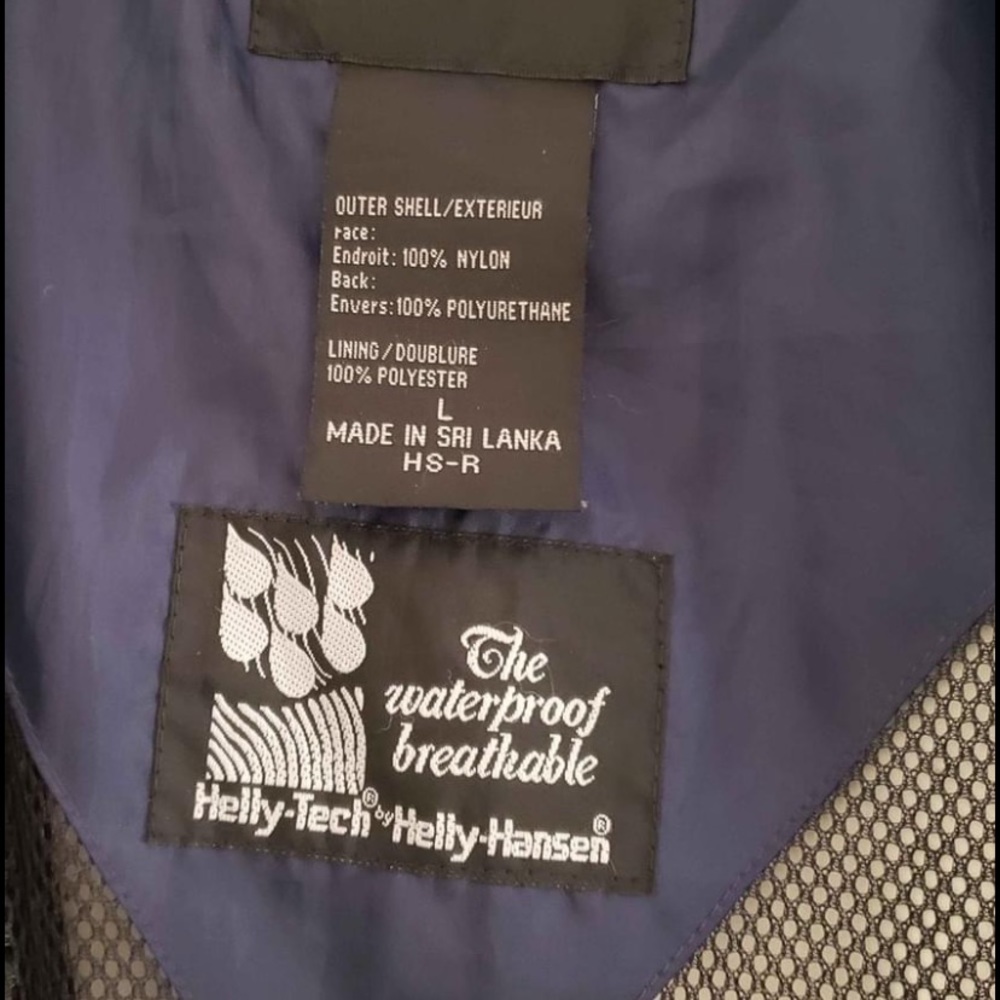 OUTER SHELL/EXTERIEUR
Face:
Endroit: 100% NYLON
Back:
Envers: 100% POLYURETHANE
LINING/DOUBLURE
100% POLYESTER
L
MADE IN SRI LANKA
HS-R
The
waterproof
breathable
Helly-Tech® by Helly-Hansen®